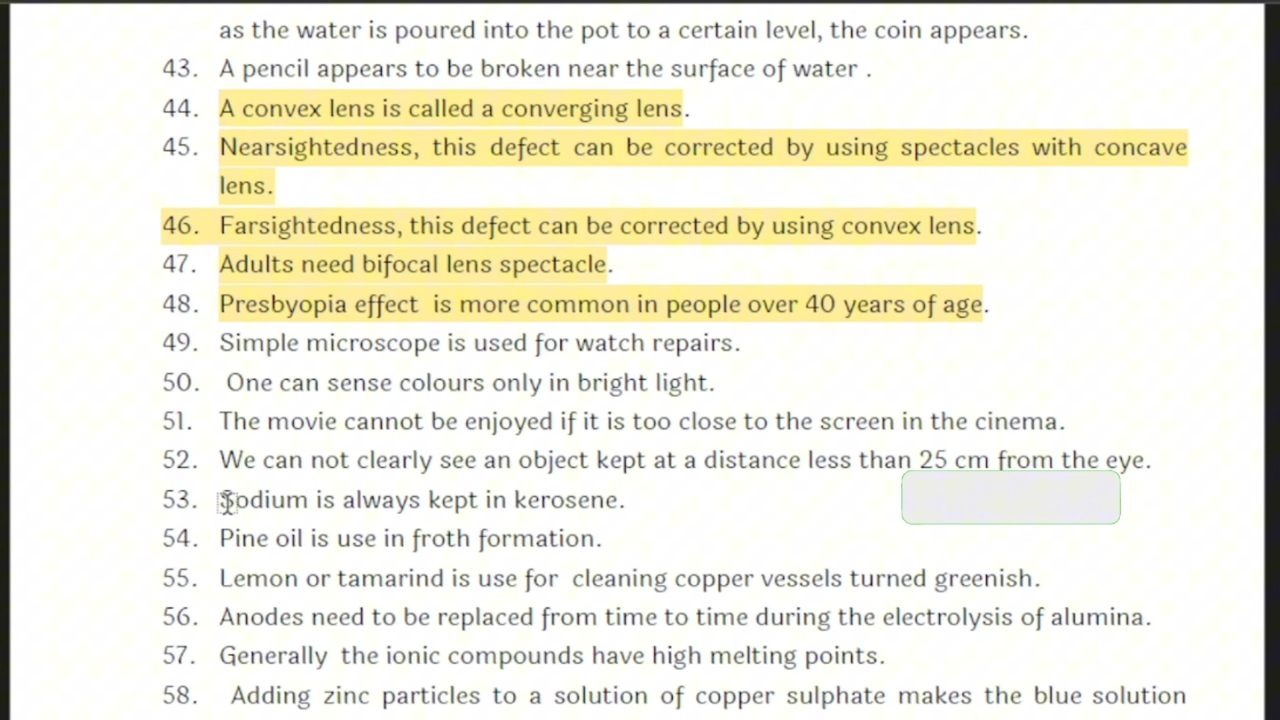 as the water is poured into the pot to a certain level, the coin appears.
43. A pencil appears to be broken near the surface of water .
44. A convex lens is called a converging lens.
45. Nearsightedness, this defect can be corrected by using spectacles with concave
lens.
46. Farsightedness, this defect can be corrected by using convex lens.
47. Adults need bifocal lens spectacle.
48. Presbyopia effect is more common in people over 40 years of age.
49. Simple microscope is used for watch repairs.
50. One can sense colours only in bright light.
51. The movie cannot be enjoyed if it is too close to the screen in the cinema.
52. We can not clearly see an object kept at a distance less than 25 cm from the eye.
53. Sodium is always kept in kerosene.
54. Pine oil is use in froth formation.
55. Lemon or tamarind is use for cleaning copper vessels turned greenish.
56. Anodes need to be replaced from time to time during the electrolysis of alumina.
57. Generally the ionic compounds have high melting points.
58. Adding zinc particles to a solution of copper sulphate makes the blue solution